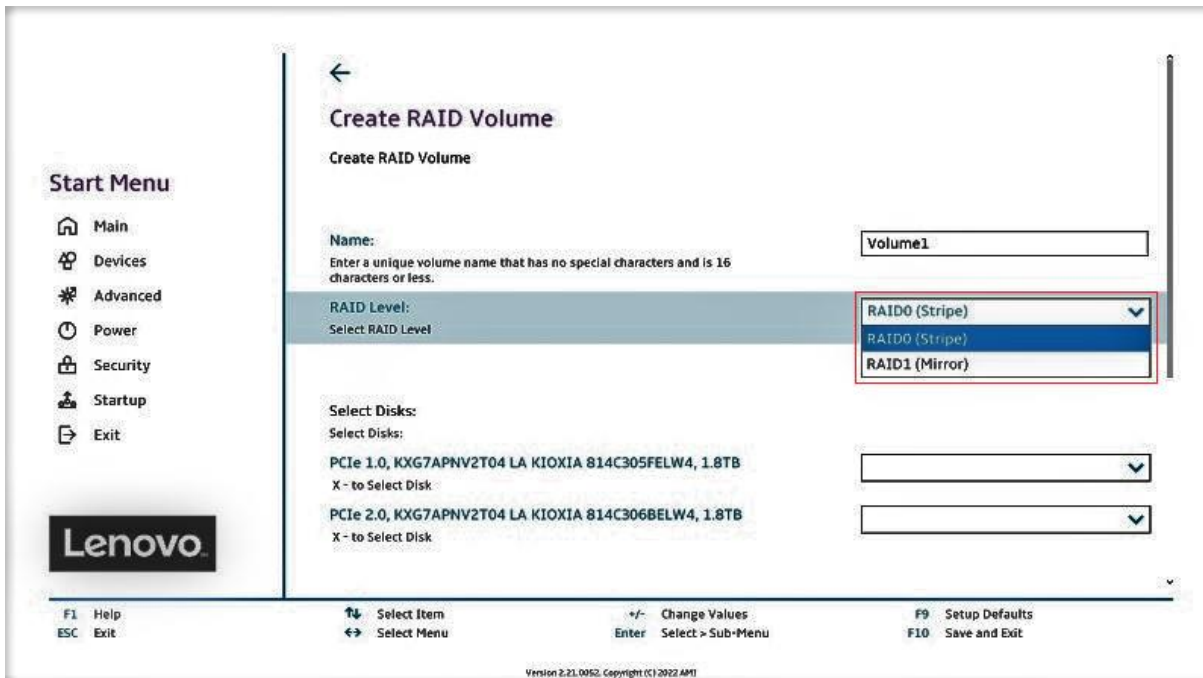 Create RAID Volume
Create RAID Volume
Start Menu
Main
Devices
Advanced
Power
Security
Startup
Exit
Lenovo.
Name:
Enter a unique volume name that has no special characters and is 16
characters or less.
Volume1
RAID Level:
Select RAID Level
RAID0 (Stripe)
RAID0 (Stripe)
RAID1 (Mirror)
Select Disks:
Select Disks:
PCIe 1.0, KXG7APNV2T04 LA KIOXIA 814C305FELW4, 1.8TB
X - to Select Disk
PCIe 2.0, KXG7APNV2T04 LA KIOXIA 814C306BELW4, 1.8TB
X - to Select Disk
F1 Help
ESC Exit
↑↓ Select Item
↔ Select Menu
+/- Change Values
Enter Select > Sub-Menu
F9 Setup Defaults
F10 Save and Exit
Version 2.21.0052. Copyright (C) 2022 AMI